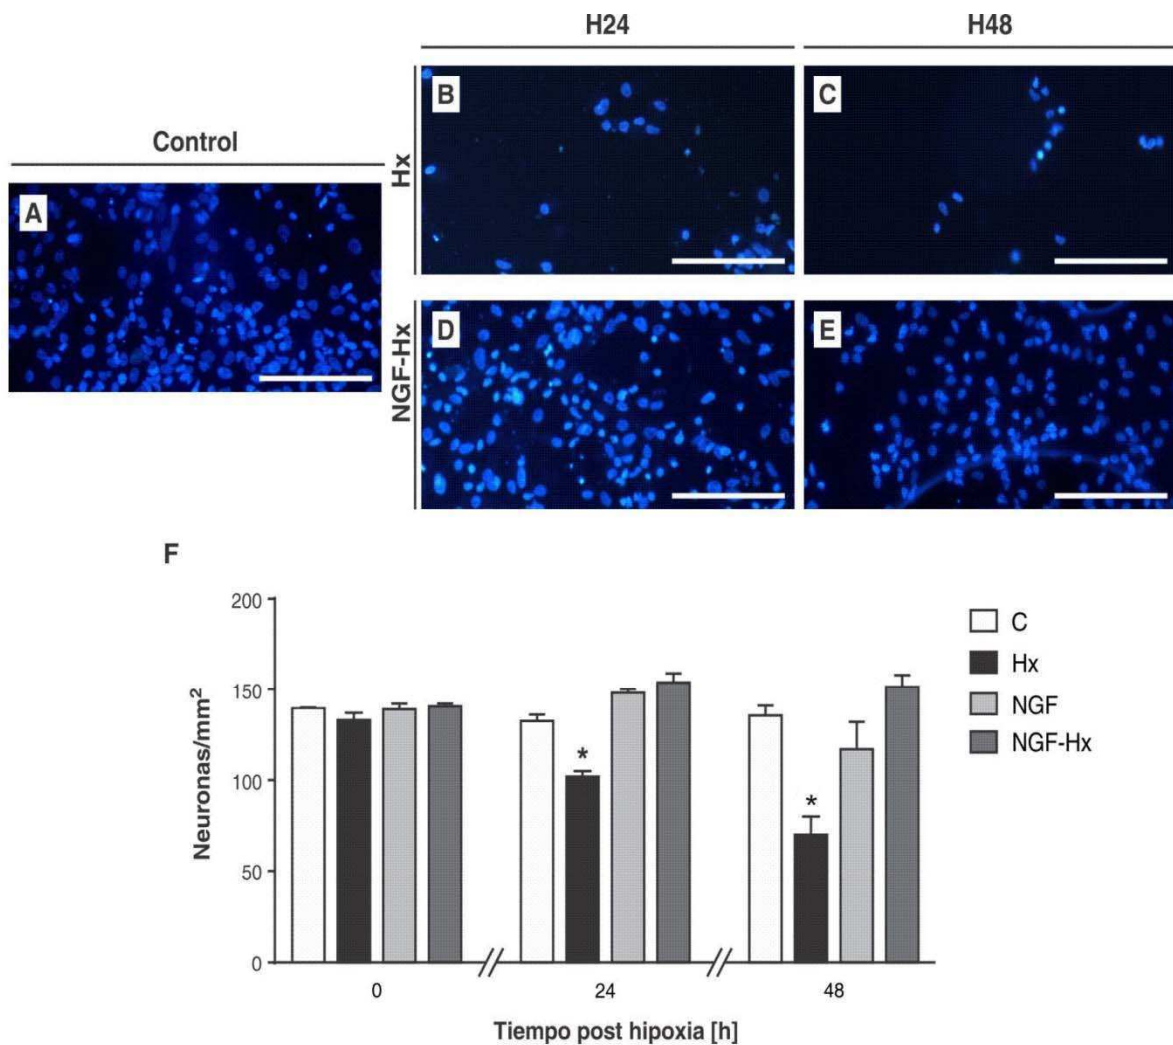 H24 H48
Control
Hx
NGF-Hx
A
B
C
D
E
F
Neuronas/mm²
200
150
100
50
0
*
*
0 24 48
Tiempo post hipoxia [h]
C
Hx
NGF
NGF-Hx